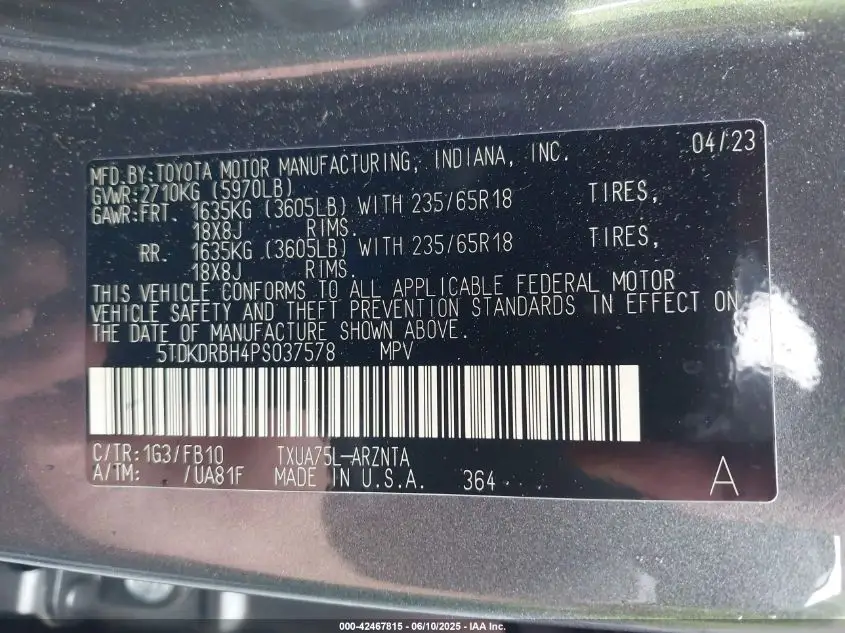 04/23
MFD.BY:TOYOTA MOTOR MANUFACTURING, INDIANA, INC.
GVWR:2710KG (5970LB)
GAWR:FRT. 1635KG (3605LB) WITH 235/65R18 TIRES,
18X8J RIMS.
RR. 1635KG (3605LB) WITH 235/65R18 TIRES,
18X8J RIMS.
THIS VEHICLE CONFORMS TO ALL APPLICABLE FEDERAL MOTOR
VEHICLE SAFETY AND THEFT PREVENTION STANDARDS IN EFFECT ON
THE DATE OF MANUFACTURE SHOWN ABOVE.
5TDKDRBH4PS037578 MPV
C/TR:1G3/FB10 TXUA75L-ARZNTA
A/TM: /UA81F MADE IN U.S.A. 364 A
000-42467815 - 06/10/2025 - IAA Inc.